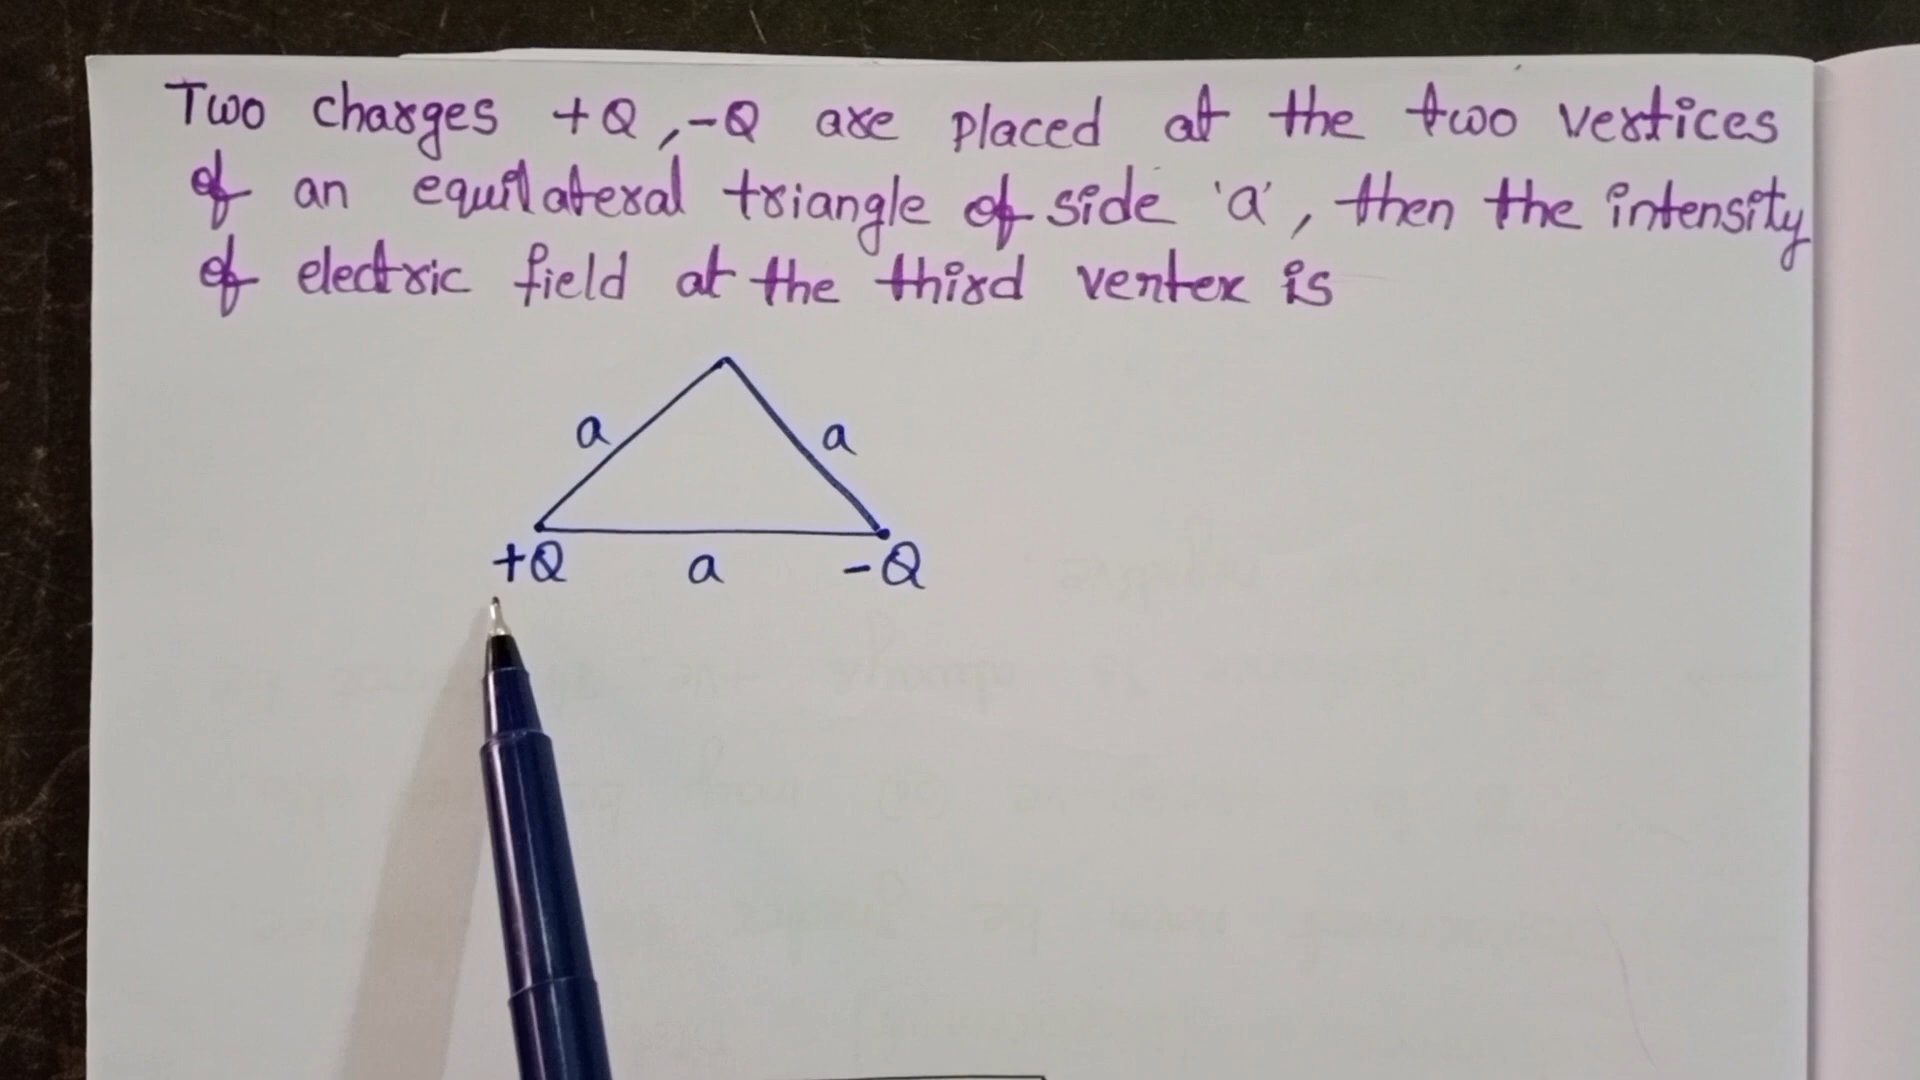 Two charges +Q, -Q are placed at the two vertices
of an equilateral triangle of side 'a', then the intensity
of electric field at the third vertex is
a
a
+Q
a
-Q